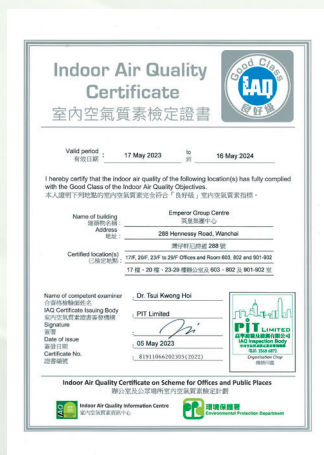 Indoor Air Quality
Certificate
室內空氣質素檢定證書
Good Class
IAQ
良好級
Valid period
有效日期
:
17 May 2023
to
至
16 May 2024
I hereby certify that the indoor air quality of the following location(s) has fully complied
with the Good Class of the Indoor Air Quality Objectives.
本人證明下列地點的室內空氣質素完全符合「良好級」室內空氣質素指標。
Name of building
建築物名稱 :
Emperor Group Centre
英皇集團中心
Address
地址 :
288 Hennessy Road, Wanchai
灣仔軒尼詩道 288 號
Certified location(s)
已檢定地點 :
17/F, 20/F, 23/F to 29/F Offices and Room 603, 802 and 901-902
17 樓、20 樓、23-29 樓辦公室及 603、802 及 901-902 室
Name of competent examiner : Dr. Tsui Kwong Hoi
合資格檢驗員姓名
IAQ Certificate Issuing Body : PIT Limited
室內空氣質素證書簽發機構
Signature :
簽署
Date of issue : 05 May 2023
簽發日期
Certificate No. : 8191106620230S(2022)
證書編號
PIT LIMITED
IAQ Inspection Body
Organisation Chop
機構印鑑
Indoor Air Quality Certificate on Scheme for Offices and Public Places
辦公室及公眾場所室內空氣質素檢定計劃
IAQ
Indoor Air Quality Information Centre
室內空氣質素資訊中心
環境保護署
Environmental Protection Department